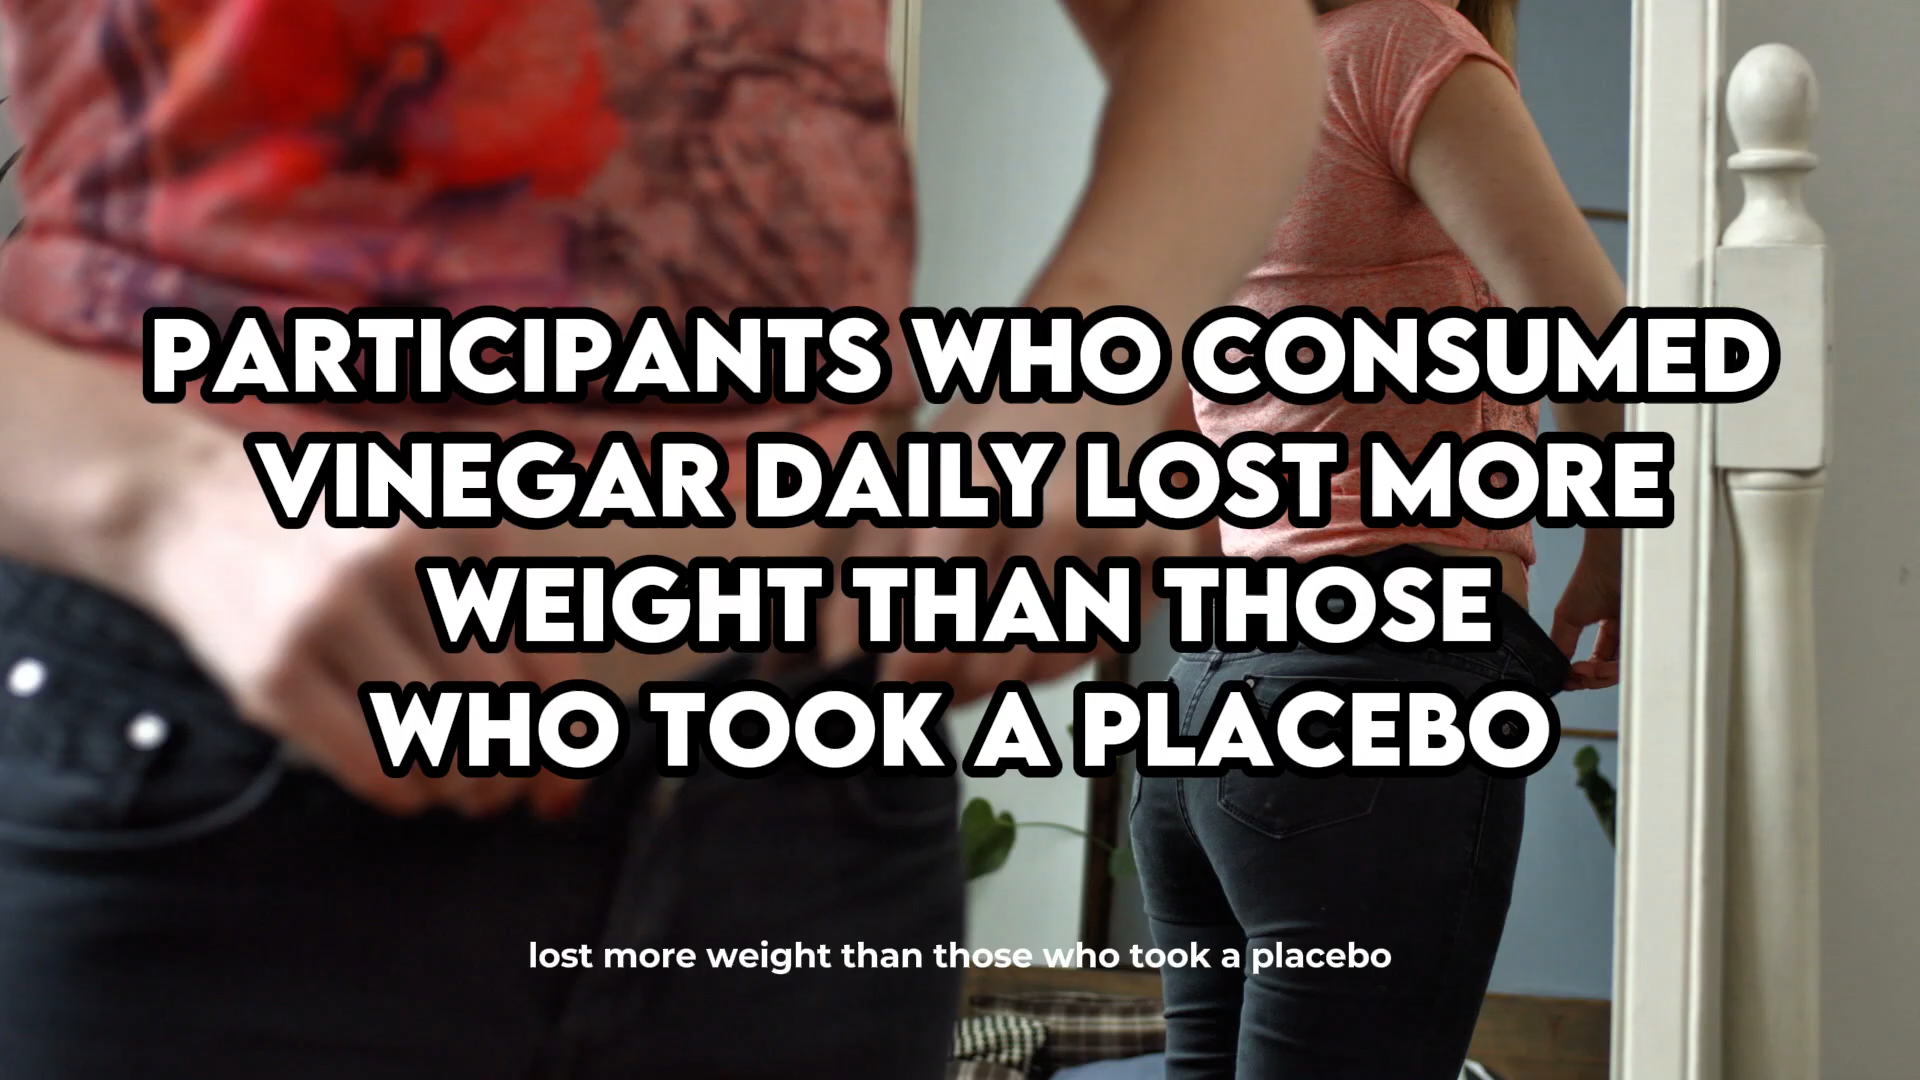 PARTICIPANTS WHO CONSUMED
VINEGAR DAILY LOST MORE
WEIGHT THAN THOSE
WHO TOOK A PLACEBO
lost more weight than those who took a placebo